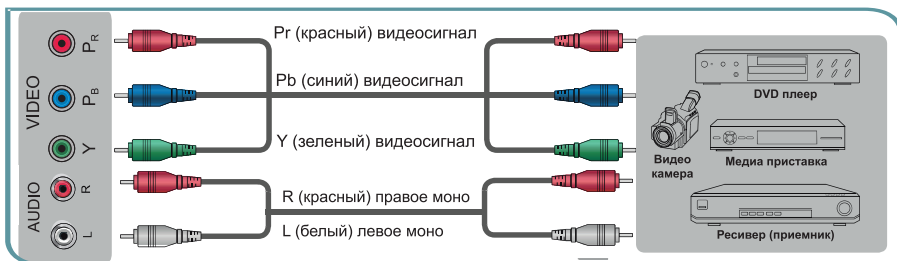 VIDEO
AUDIO
PR
PB
Y
R
L
Pr (красный) видеосигнал
Pb (синий) видеосигнал
Y (зеленый) видеосигнал
R (красный) правое моно
L (белый) левое моно
DVD плеер
Видео
камера
Медиа приставка
Ресивер (приемник)